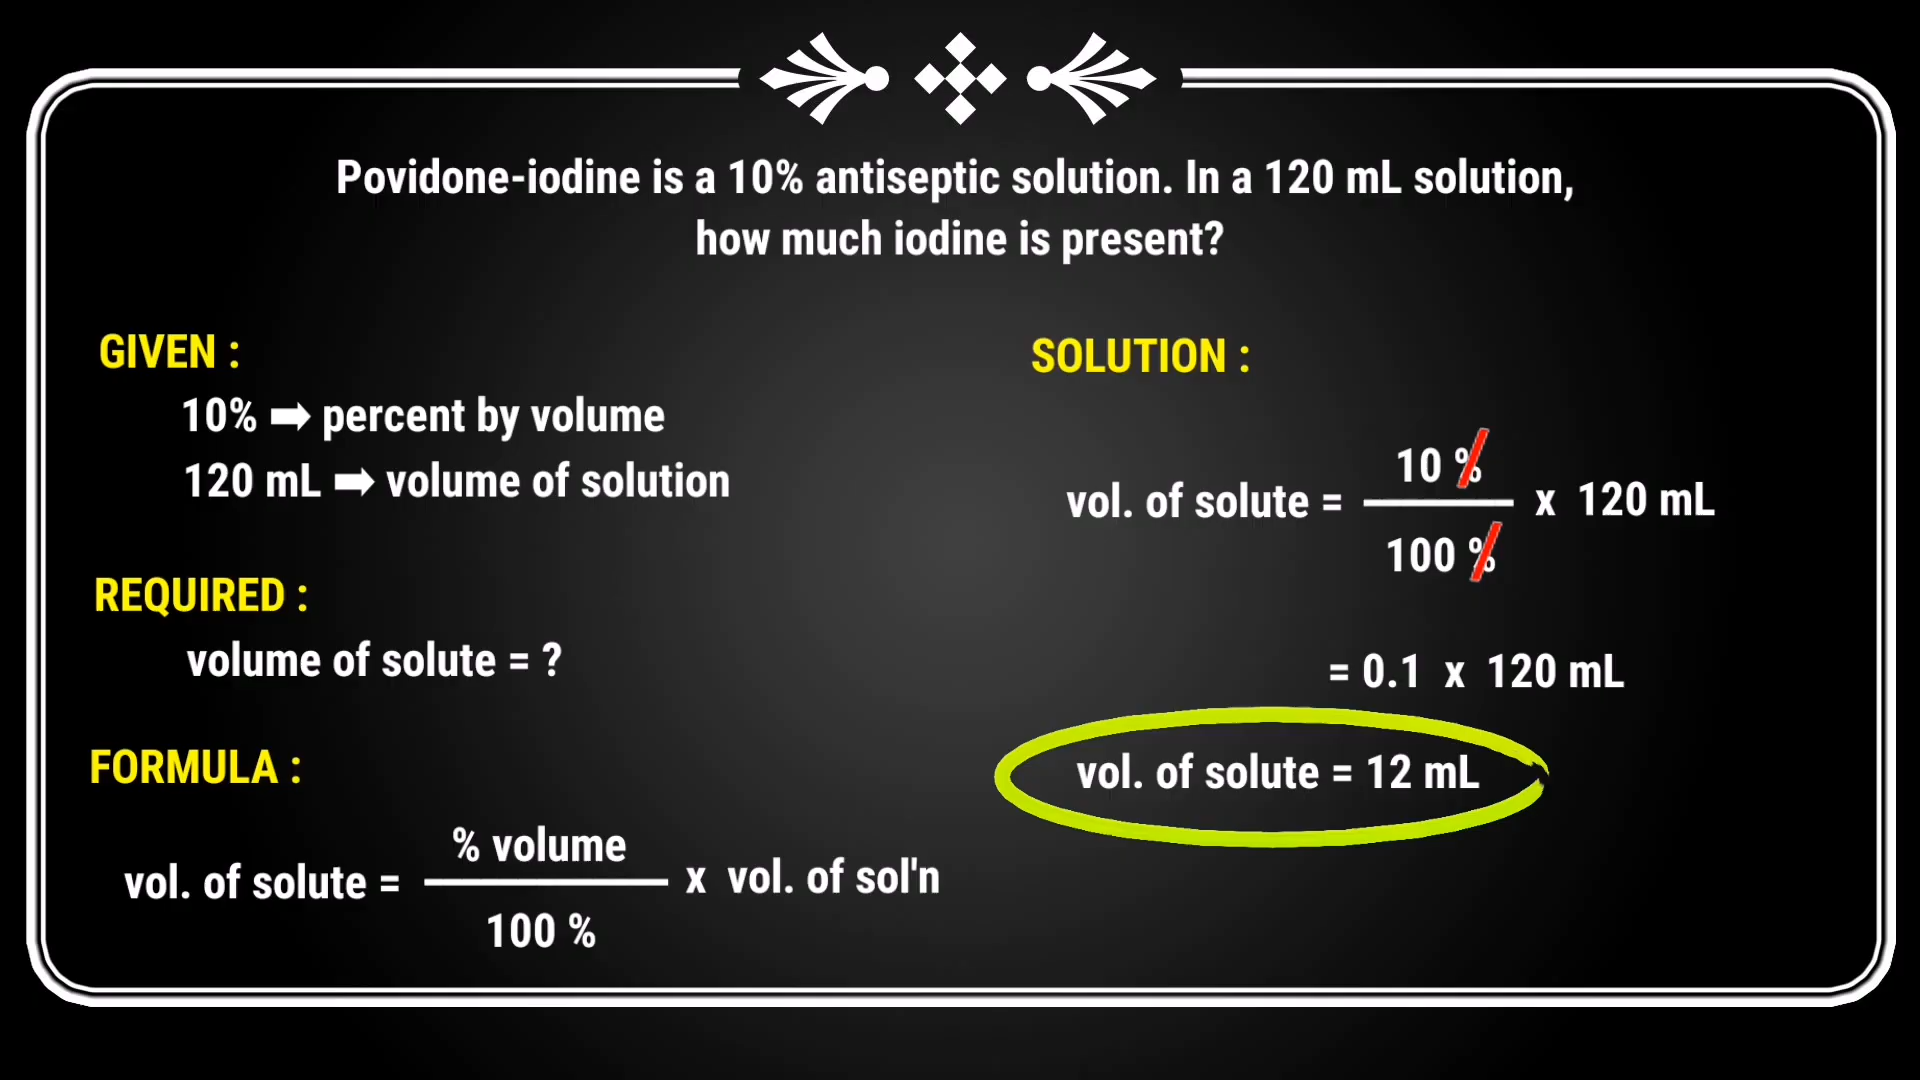 Povidone-iodine is a 10% antiseptic solution. In a 120 mL solution,
how much iodine is present?
GIVEN :
10% ➡ percent by volume
120 mL ➡ volume of solution
REQUIRED :
volume of solute = ?
FORMULA :
% volume
vol. of solute = x vol. of sol'n
100 %
SOLUTION :
10 %
vol. of solute = x 120 mL
100 %
= 0.1 x 120 mL
vol. of solute = 12 mL